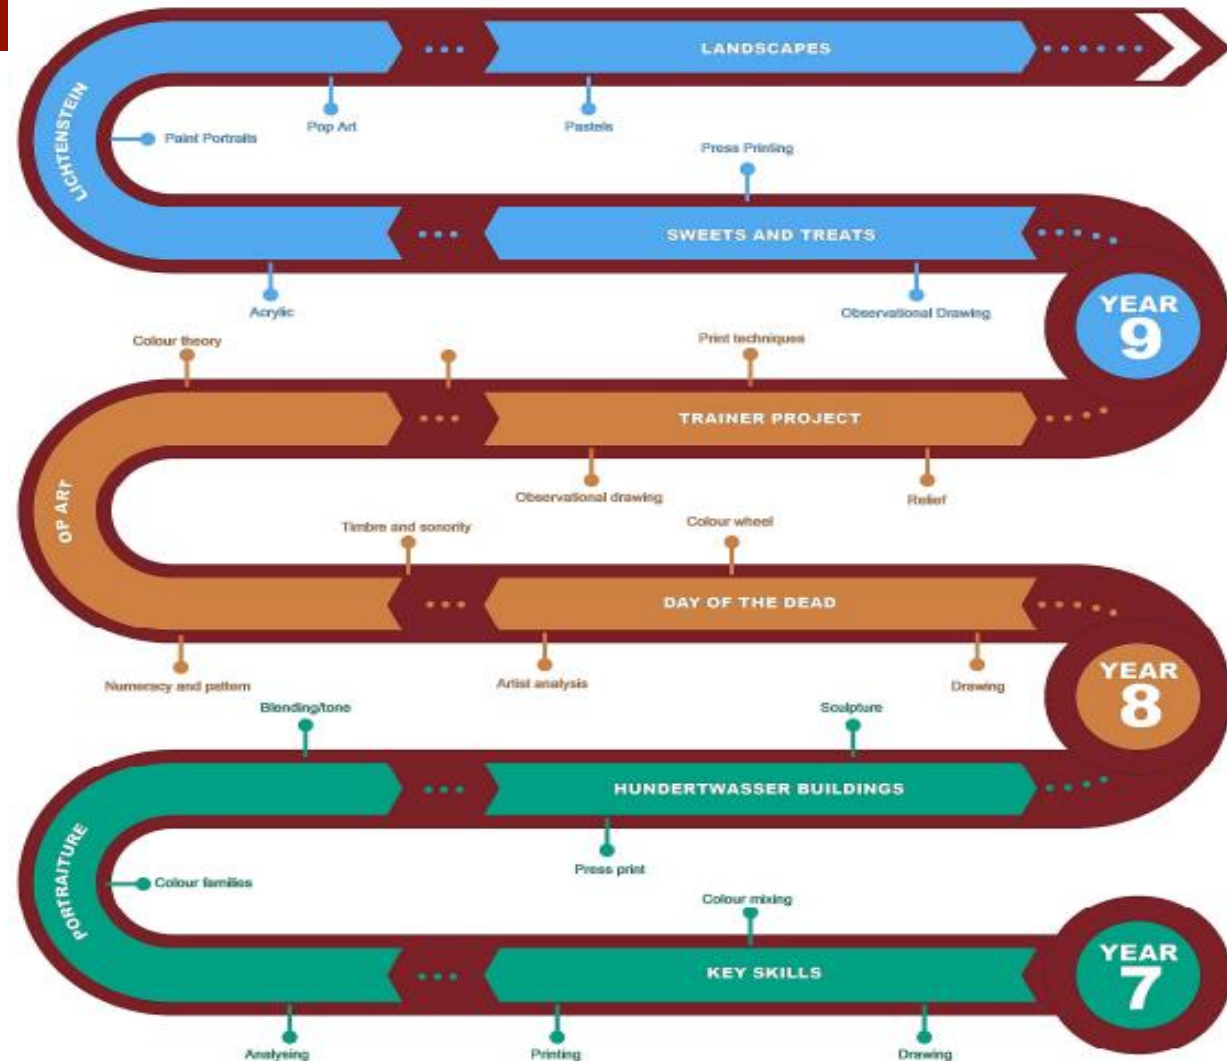 LANDSCAPES
Pop Art
Pastels
LICHTENSTEIN
Paint Portraits
Press Printing
SWEETS AND TREATS
Acrylic
Observational Drawing
YEAR
9
Colour theory
Print techniques
TRAINER PROJECT
Observational drawing
Relief
OP ART
Timbre and sonority
Colour wheel
DAY OF THE DEAD
Numeracy and pattern
Artist analysis
Drawing
YEAR
8
Blending/tone
Sculpture
HUNDERTWASSER BUILDINGS
Press print
PORTRAITURE
Colour families
Colour mixing
KEY SKILLS
YEAR
7
Analysing
Printing
Drawing